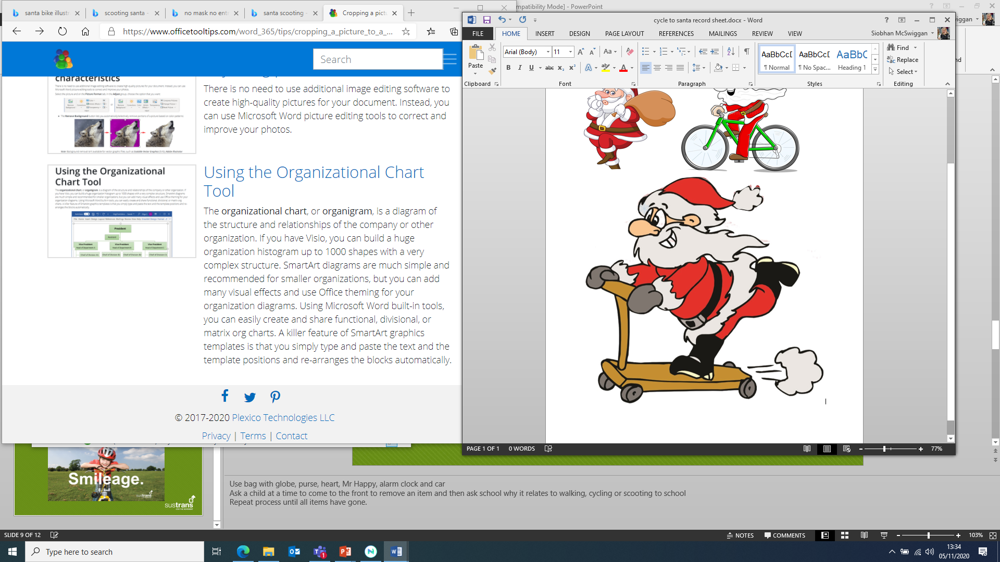 santa bike illustr
scooting santa -
no mask no ent
santa scooting -
Cropping a pictu
https://www.officetooltips.com/word_365/tips/cropping_a_picture_to_a_...
Search
characteristics
There is no need to use additional image editing software to
create high-quality pictures for your document. Instead, you
can use Microsoft Word picture editing tools to correct and
improve your photos.
Using the Organizational
Chart Tool
Using the Organizational Chart
Tool
The organizational chart, or organigram, is a diagram of
the structure and relationships of the company or other
organization. If you have Visio, you can build a huge
organization histogram up to 1000 shapes with a very
complex structure. SmartArt diagrams are much simple and
recommended for smaller organizations, but you can add
many visual effects and use Office theming for your
organization diagrams. Using Microsoft Word built-in tools,
you can easily create and share functional, divisional, or
matrix org charts. A killer feature of SmartArt graphics
templates is that you simply type and paste the text and the
template positions and re-arranges the blocks automatically.
President
© 2017-2020 Plexico Technologies LLC
Privacy | Terms | Contact
mpatibility Mode] - PowerPoint
iggan
nd
cycle to santa record sheet.docx - Word
FILE HOME INSERT DESIGN PAGE LAYOUT REFERENCES MAILINGS REVIEW VIEW
Siobhan McSwiggan
Paste
Arial (Body) 11
AaBbCcD AaBbCcD AaBbC
¶ Normal ¶ No Spac... Heading 1
Find
Replace
Select
Clipboard Font Paragraph Styles Editing
PAGE 1 OF 1 0 WORDS 77%
Smileage.
sustrans
sustrans
Use bag with globe, purse, heart, Mr Happy, alarm clock and car
Ask a child at a time to come to the front to remove an item and then ask school why it relates to walking, cycling or scooting to school
Repeat process until all items have gone.
SLIDE 9 OF 12
NOTES COMMENTS 103%
Type here to search
13:34
05/11/2020